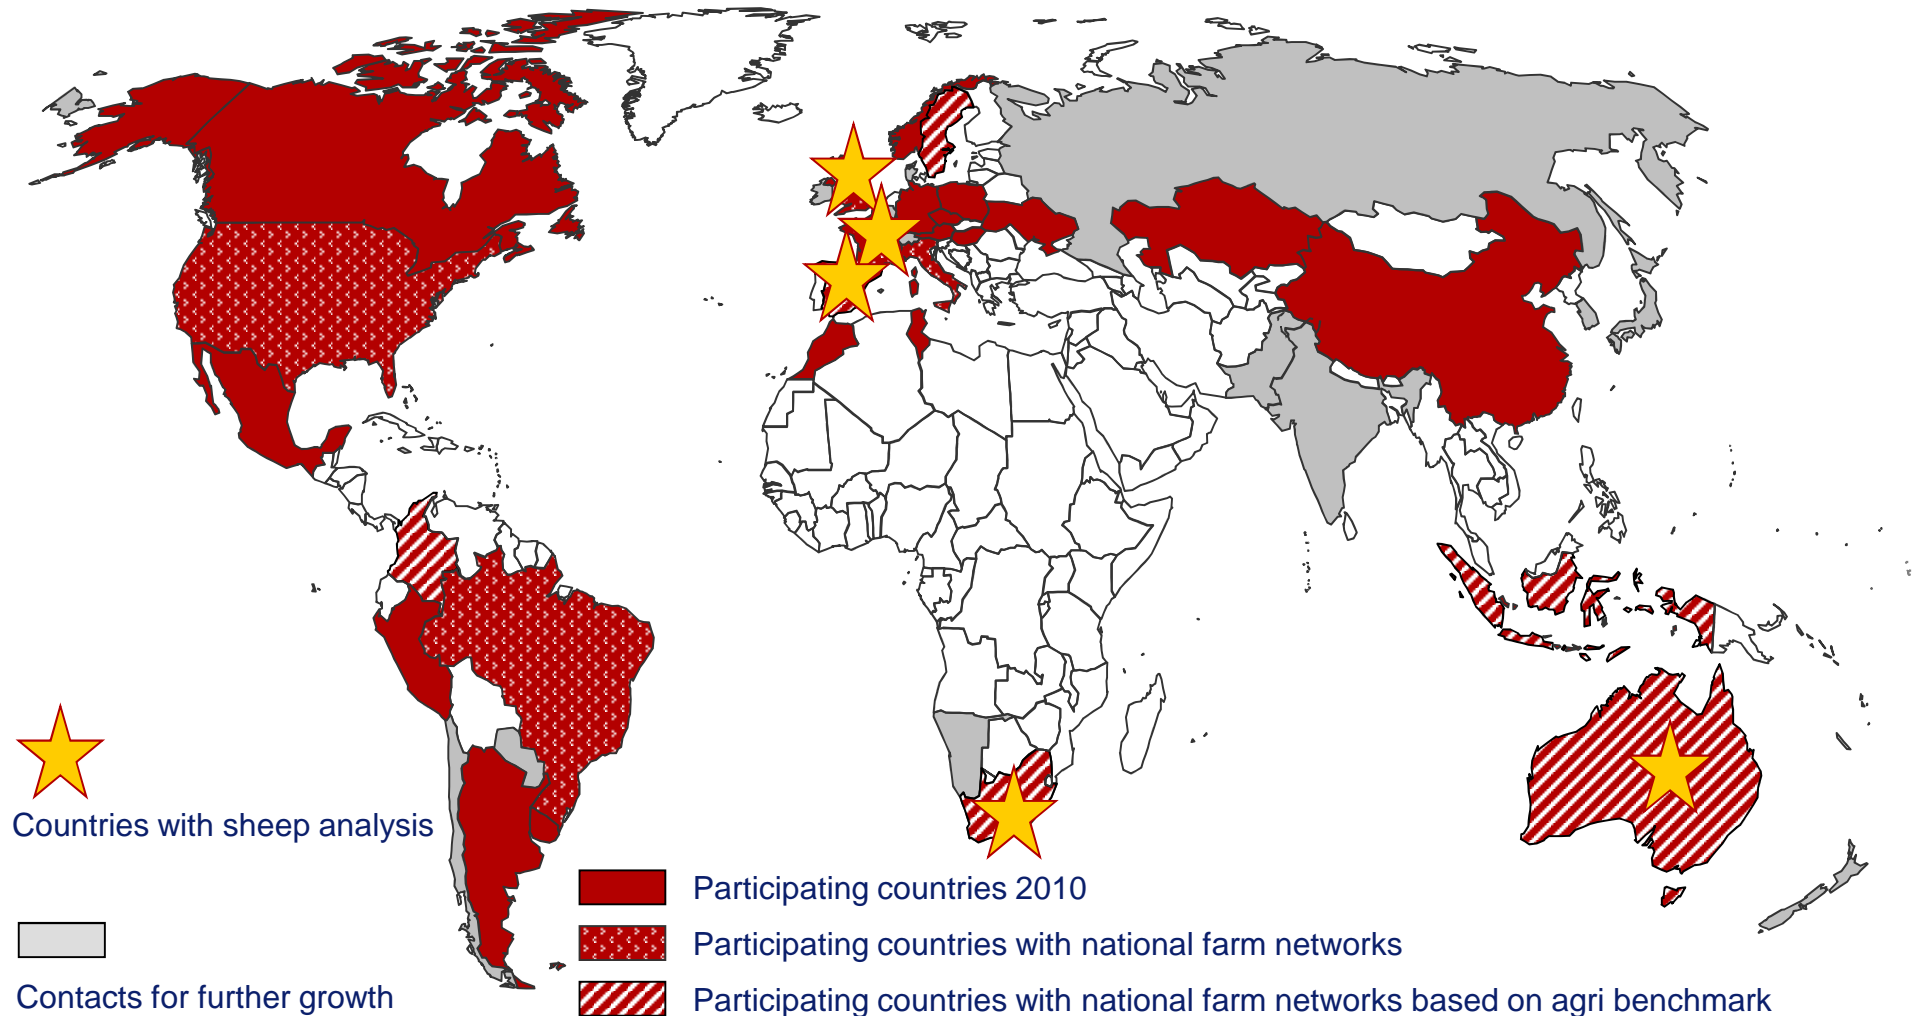 Countries with sheep analysis
Participating countries 2010
Participating countries with national farm networks
Contacts for further growth
Participating countries with national farm networks based on agri benchmark